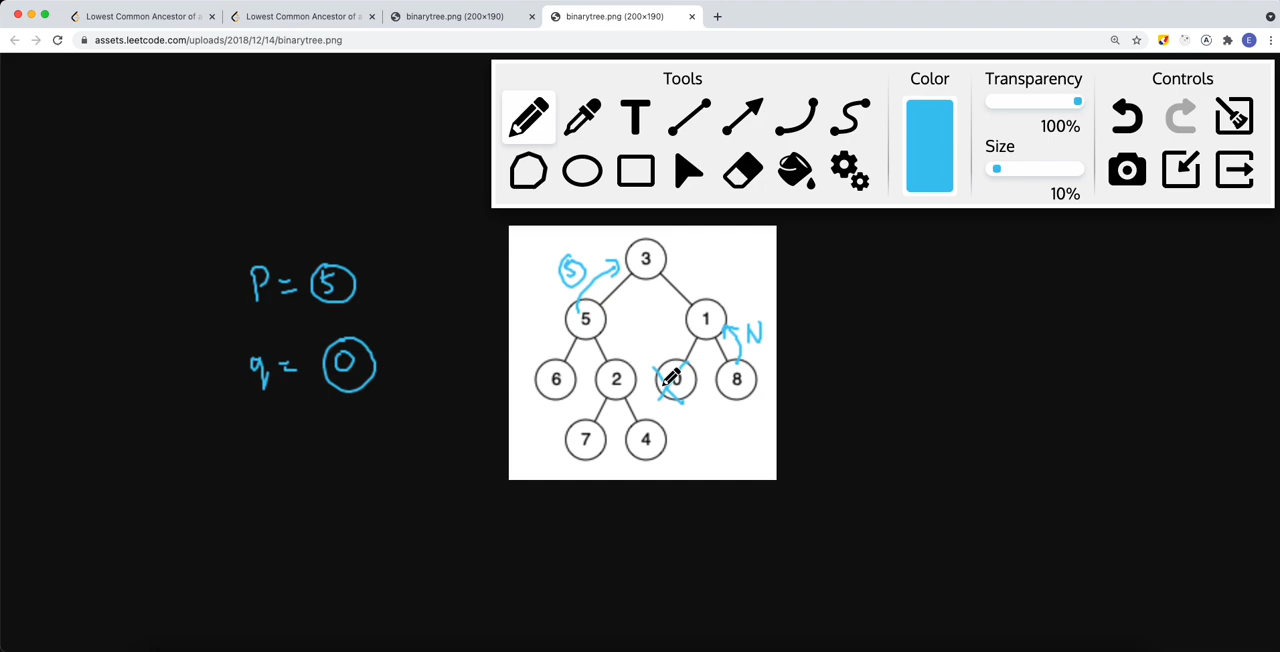 Lowest Common Ancestor of a
Lowest Common Ancestor of a
binarytree.png (200×190)
binarytree.png (200×190)
assets.leetcode.com/uploads/2018/12/14/binarytree.png
E
Tools
Color
Transparency
Controls
T
100%
Size
10%
3
5
5
1
N
6
2
0
8
7
4
P = 5
q = 0